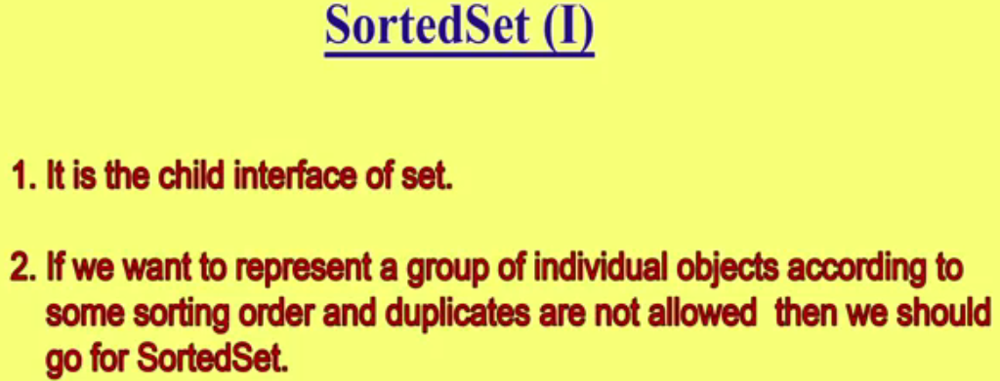 SortedSet (I)
1. It is the child interface of set.
2. If we want to represent a group of individual objects according to
some sorting order and duplicates are not allowed then we should
go for SortedSet.